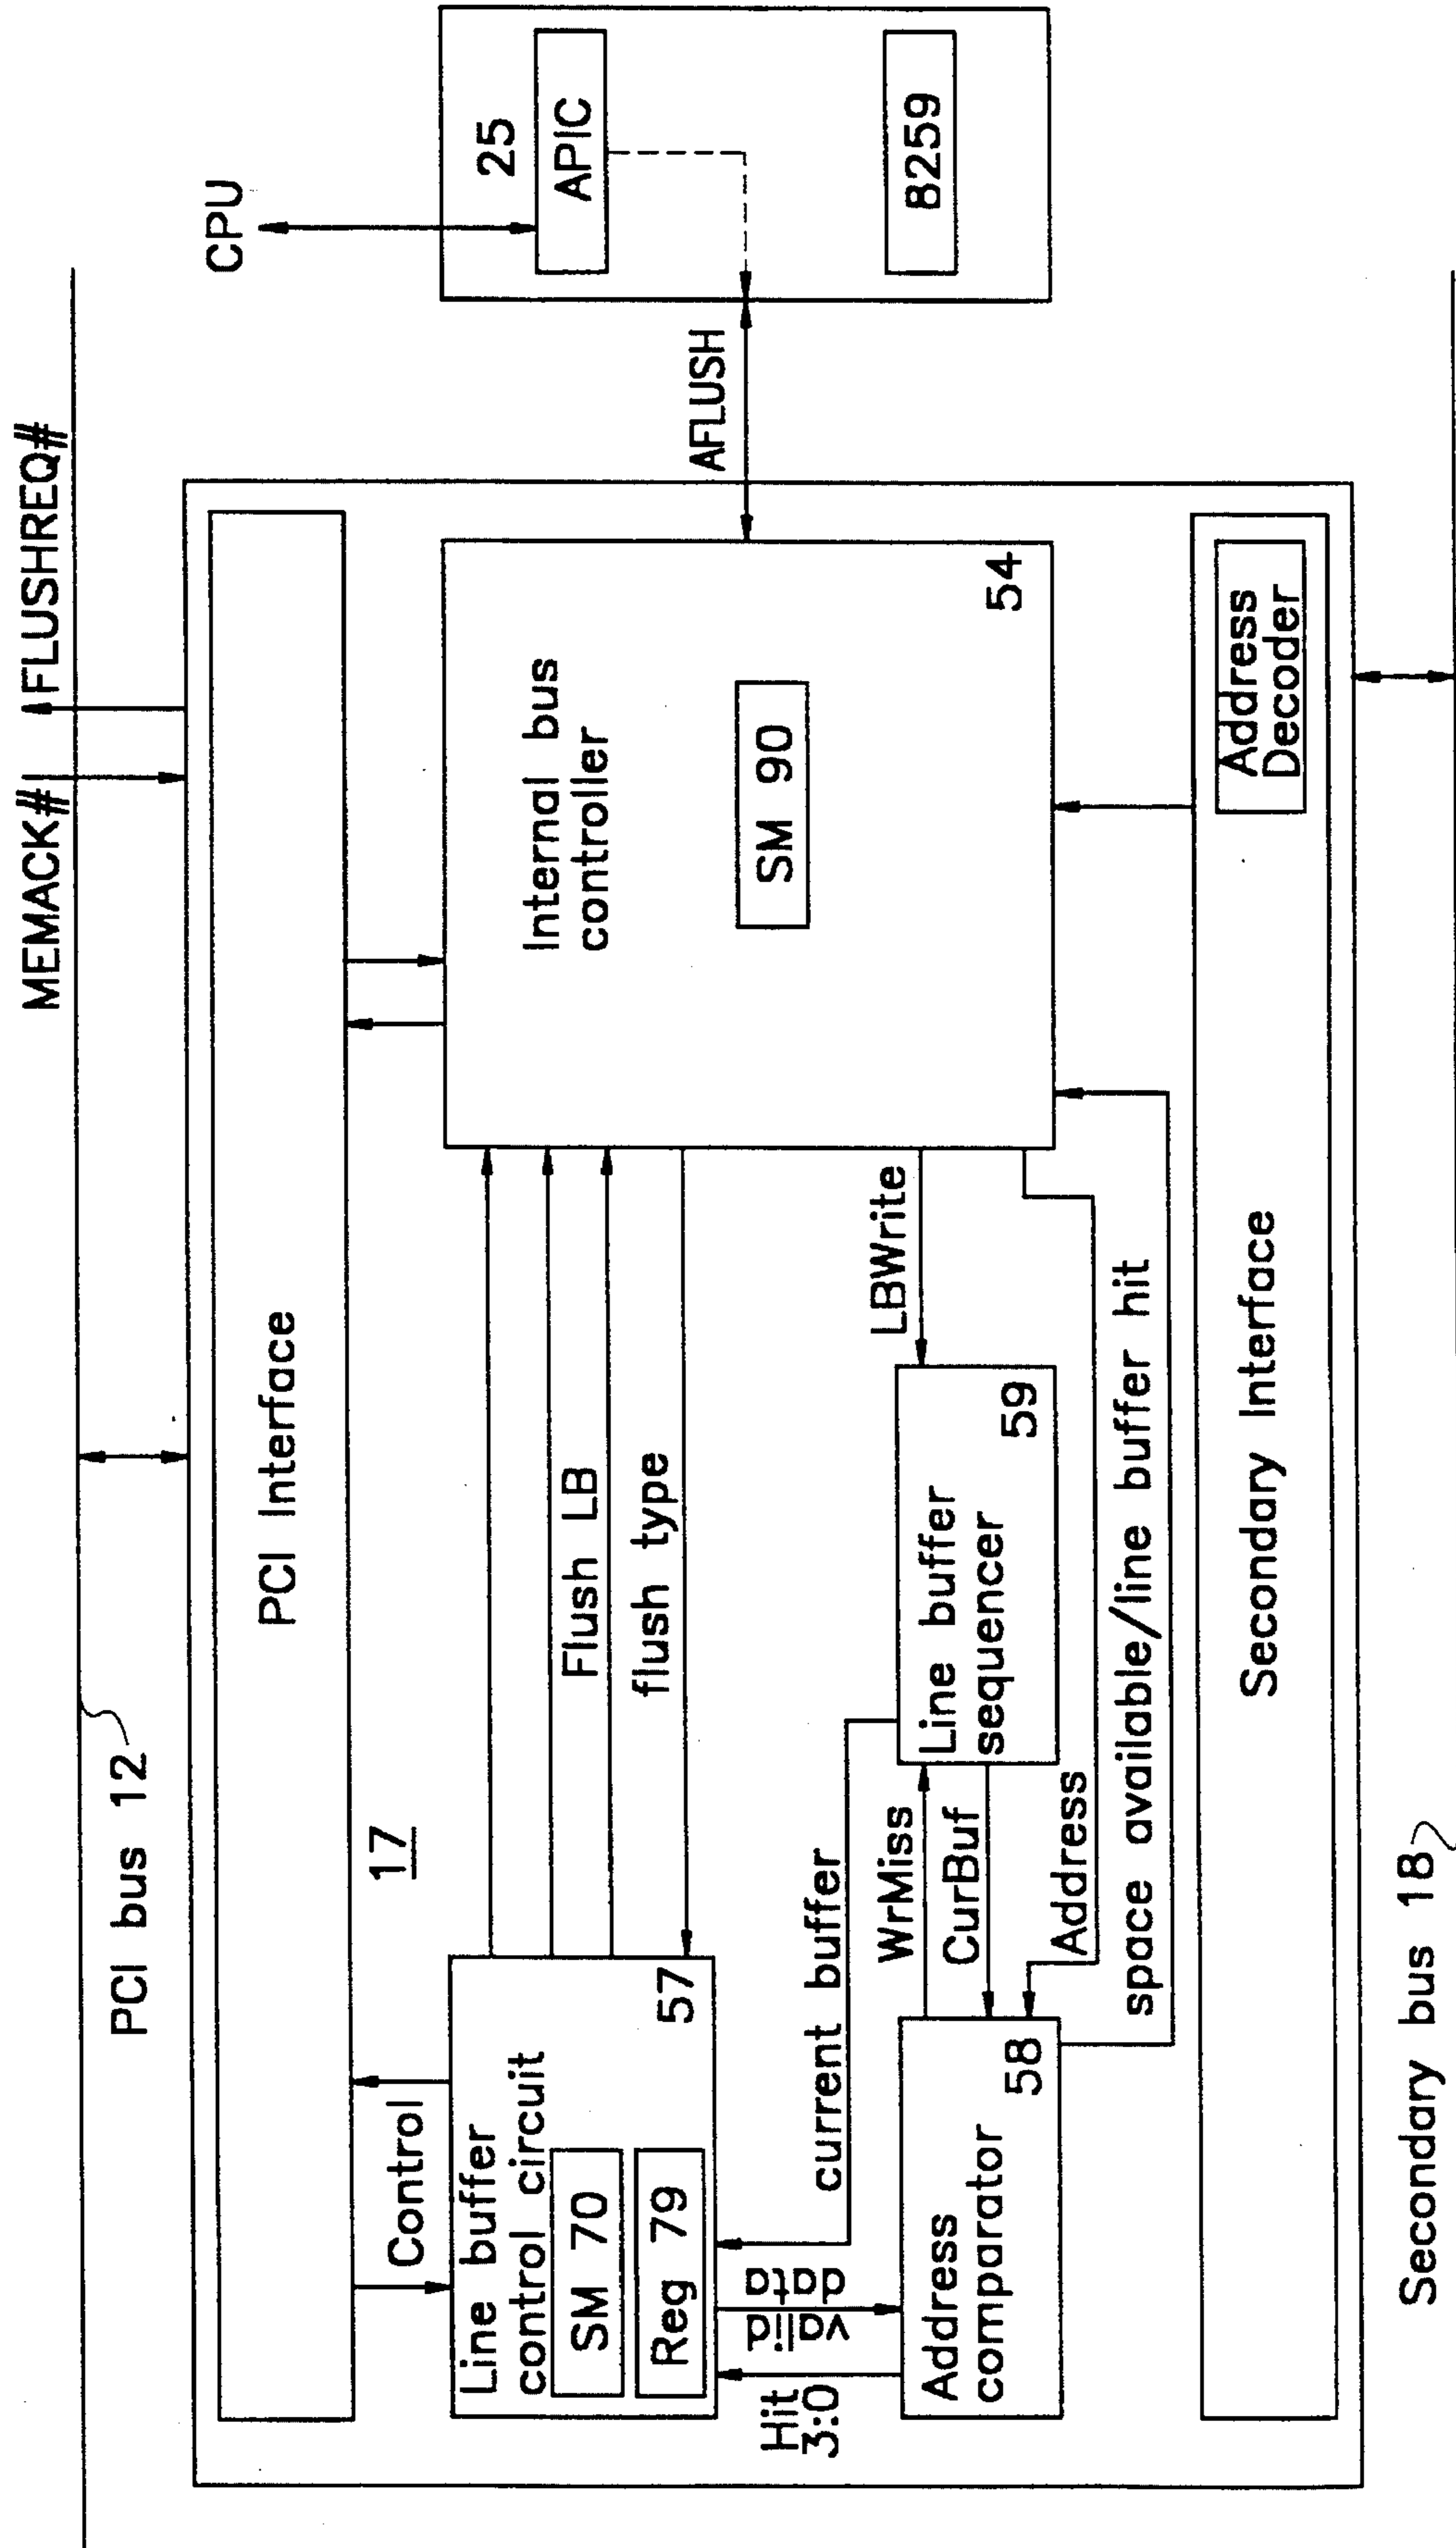 MEMACK#
FLUSHREQ#
CPU
PCI bus 12
17
PCI Interface
25
APIC
8259
AFLUSH
Control
Line buffer
control circuit
SM 70
Reg 79
57
Flush LB
flush type
Internal bus
controller
SM 90
54
Hit
3:0
valid
data
current buffer
Address
comparator
58
WrMiss
CurBuf
Address
Line buffer
sequencer
59
LBWrite
space available/line buffer hit
Secondary Interface
Address
Decoder
Secondary bus 18